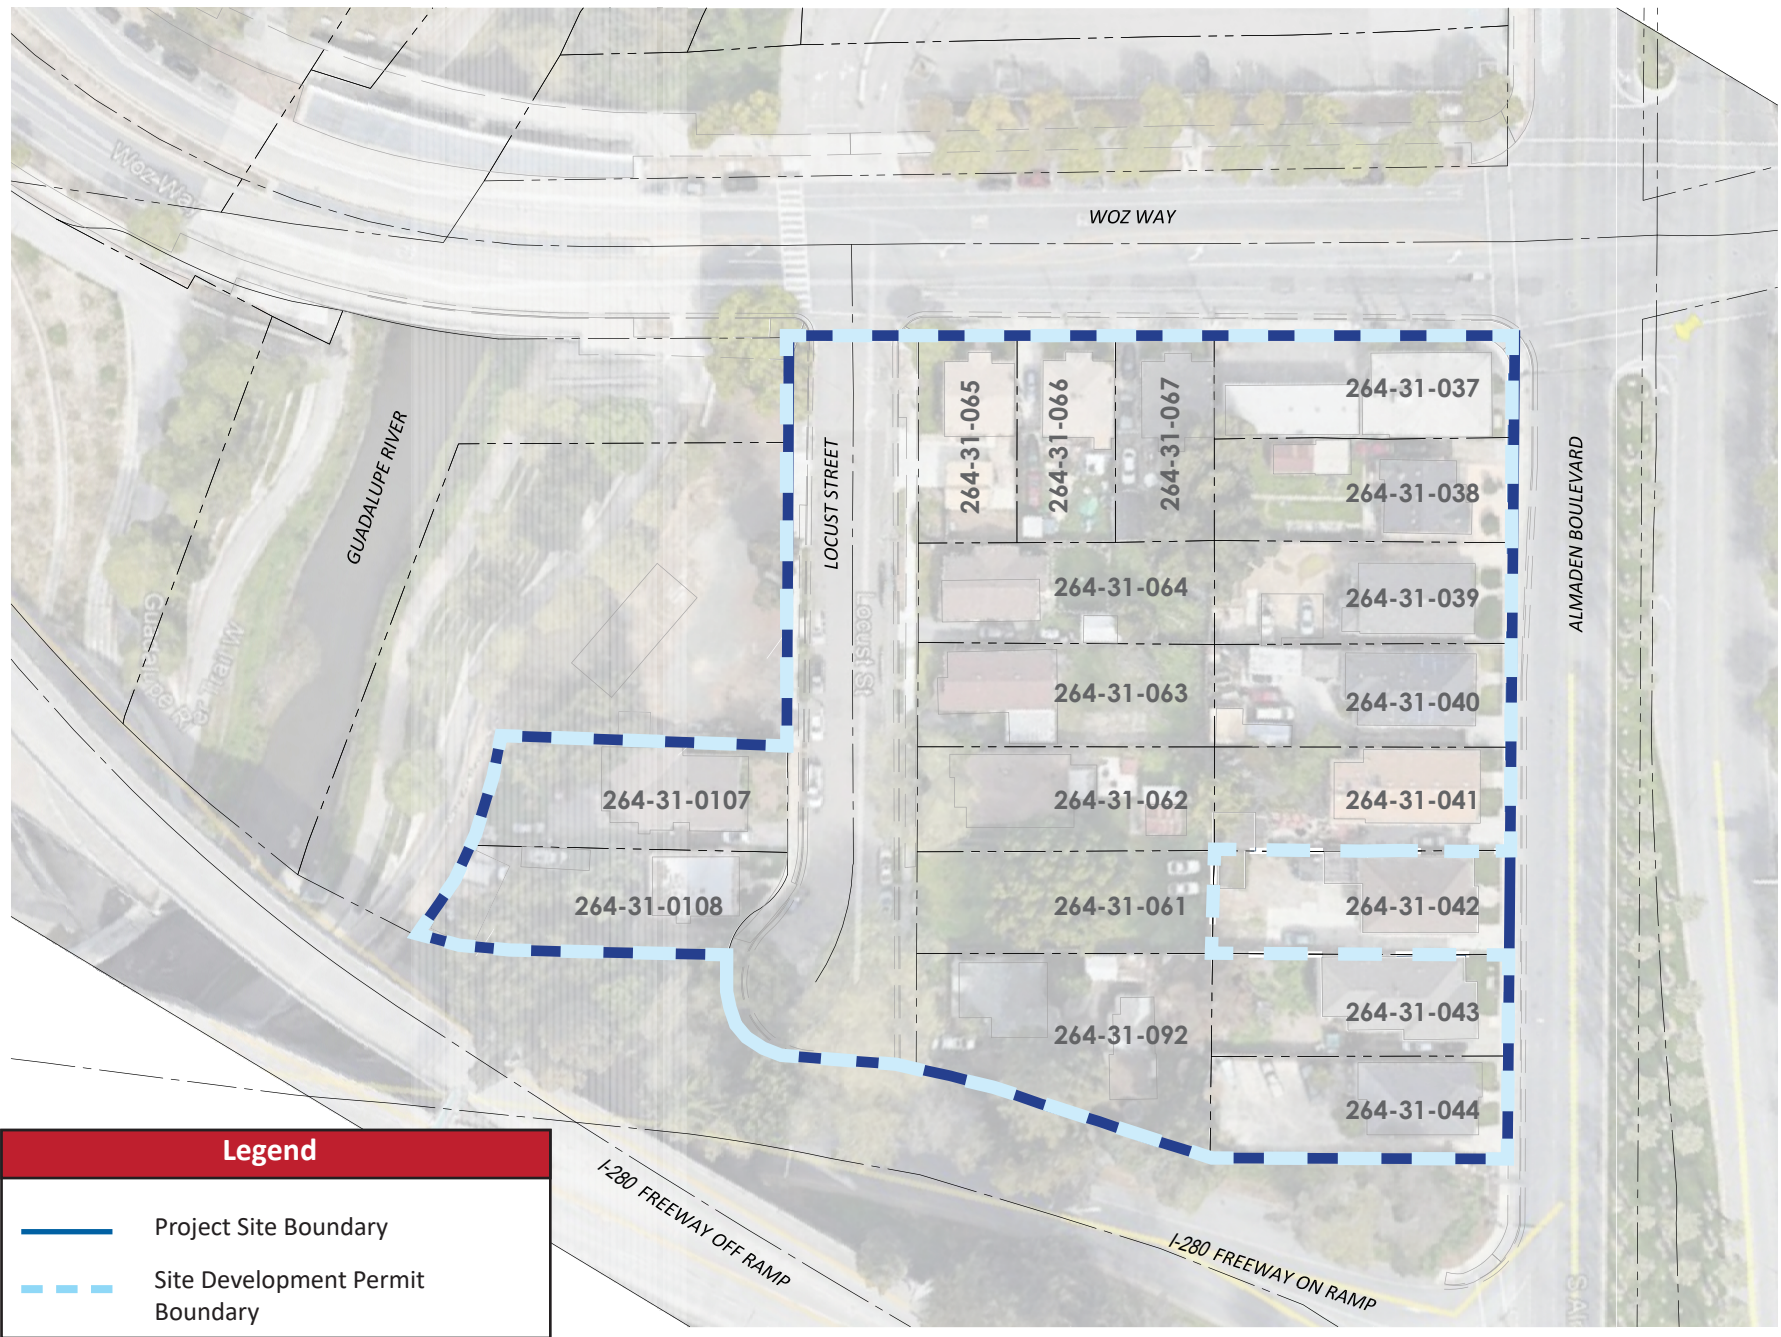 Woz Way
WOZ WAY
GUADALUPE RIVER
LOCUST STREET
Locust St
ALMADEN BOULEVARD
264-31-065
264-31-066
264-31-067
264-31-037
264-31-038
264-31-064
264-31-039
264-31-063
264-31-040
264-31-0107
264-31-062
264-31-041
264-31-0108
264-31-061
264-31-042
264-31-092
264-31-043
264-31-044
I-280 FREEWAY OFF RAMP
I-280 FREEWAY ON RAMP
Legend
Project Site Boundary
Site Development Permit
Boundary